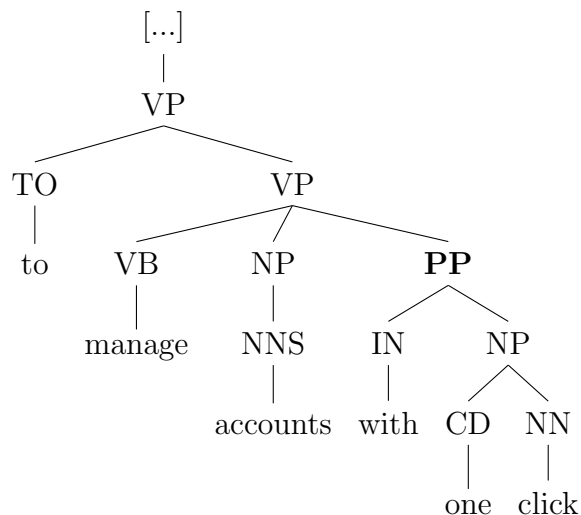 [...]
VP
TO VP
to VB NP PP
manage NNS IN NP
accounts with CD NN
one click